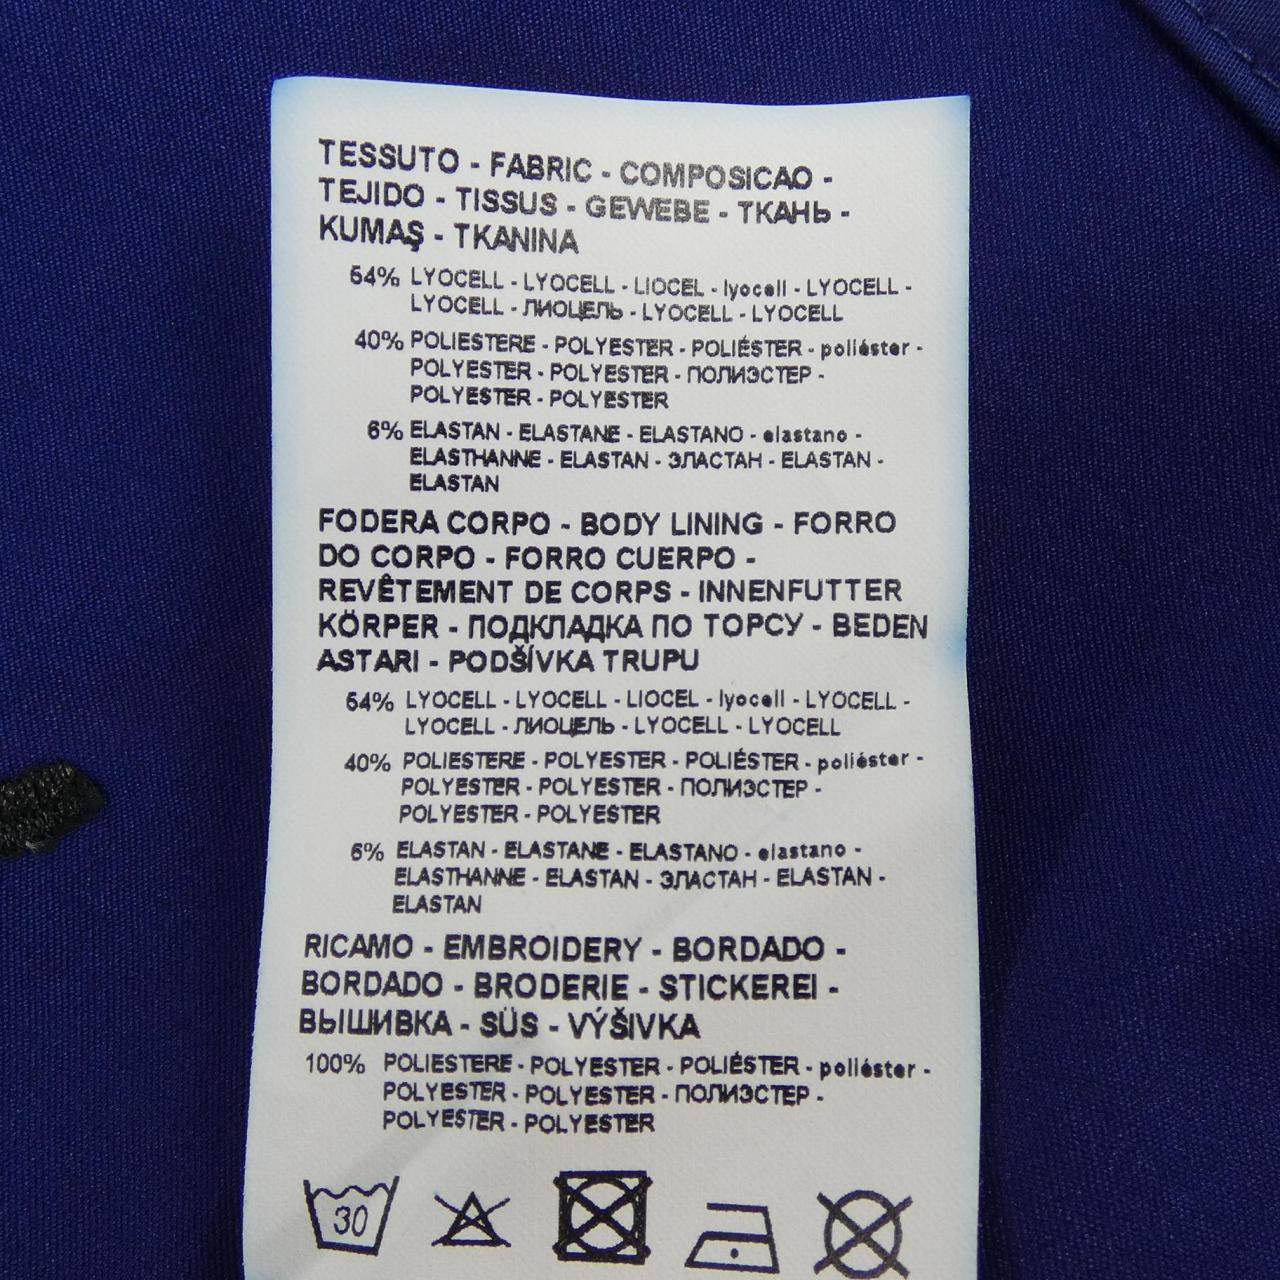 TESSUTO - FABRIC - COMPOSICAO -
TEJIDO - TISSUS - GEWEBE - ТКАНЬ -
KUMAŞ - TKANINA
54% LYOCELL - LYOCELL - LIOCEL - lyocell - LYOCELL -
LYOCELL - ЛИОЦЕЛЬ - LYOCELL - LYOCELL
40% POLIESTERE - POLYESTER - POLIÉSTER - poliéster -
POLYESTER - POLYESTER - ПОЛИЭСТЕР -
POLYESTER - POLYESTER
6% ELASTAN - ELASTANE - ELASTANO - elastano -
ELASTHANNE - ELASTAN - ЭЛАСТАН - ELASTAN -
ELASTAN
FODERA CORPO - BODY LINING - FORRO
DO CORPO - FORRO CUERPO -
REVÊTEMENT DE CORPS - INNENFUTTER
KÖRPER - ПОДКЛАДКА ПО ТОРСУ - BEDEN
ASTARI - PODŠÍVKA TRUPU
54% LYOCELL - LYOCELL - LIOCEL - lyocell - LYOCELL -
LYOCELL - ЛИОЦЕЛЬ - LYOCELL - LYOCELL
40% POLIESTERE - POLYESTER - POLIÉSTER - poliéster -
POLYESTER - POLYESTER - ПОЛИЭСТЕР -
POLYESTER - POLYESTER
6% ELASTAN - ELASTANE - ELASTANO - elastano -
ELASTHANNE - ELASTAN - ЭЛАСТАН - ELASTAN -
ELASTAN
RICAMO - EMBROIDERY - BORDADO -
BORDADO - BRODERIE - STICKEREI -
ВЫШИВКА - SÜS - VÝŠIVKA
100% POLIESTERE - POLYESTER - POLIÉSTER - poliéster -
POLYESTER - POLYESTER - ПОЛИЭСТЕР -
POLYESTER - POLYESTER
30